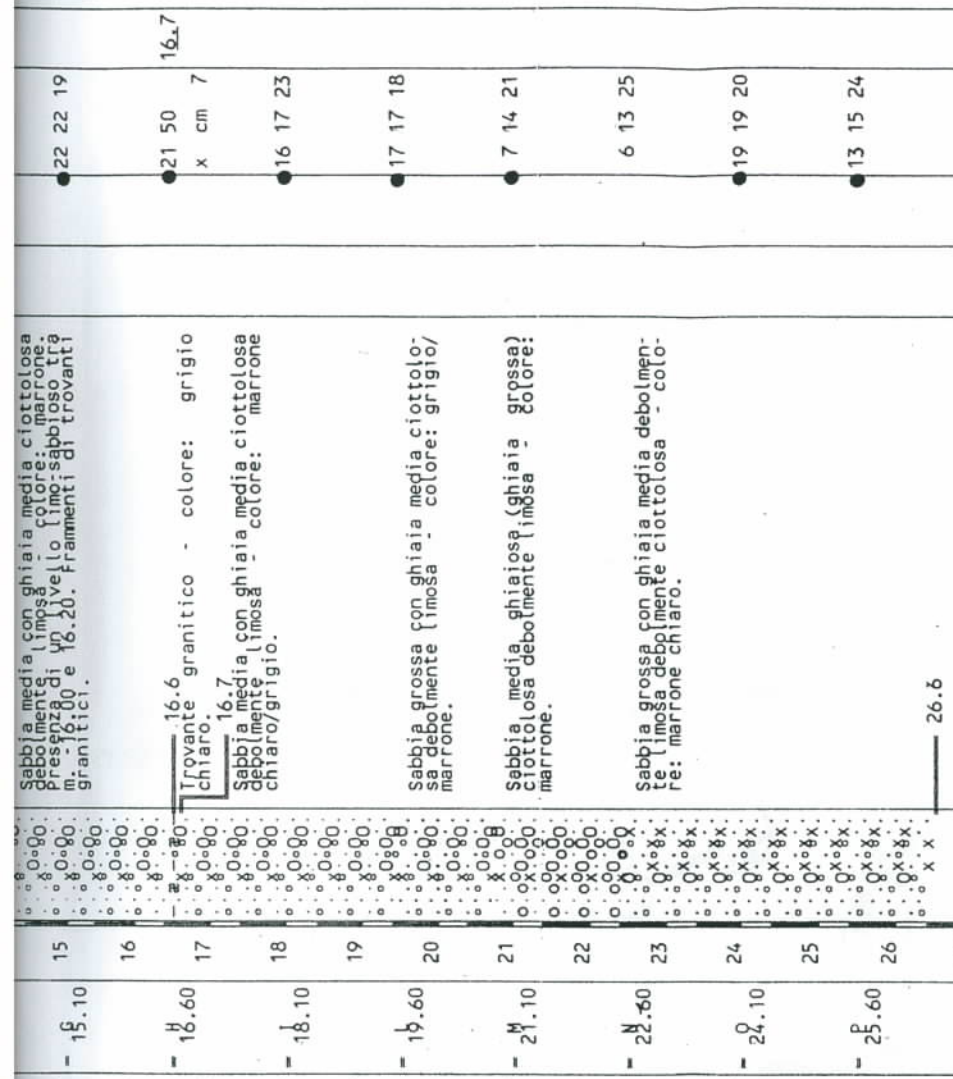 Sabbia media con ghiaia media ciottolosa
debolmente limosa - colore: marrone.
Presenza di un livello limo-sabbioso tra
m. -16.00 e 16.20. Frammenti di trovanti
granitici.
16.6
Trovante granitico - colore: grigio
chiaro.
16.7
Sabbia media con ghiaia media ciottolosa
debolmente limosa - colore: marrone
chiaro/grigio.
Sabbia grossa con ghiaia media ciottolo-
sa debolmente limosa - colore: grigio/
marrone.
Sabbia media ghiaiosa (ghiaia grossa)
ciottolosa debolmente limosa - colore:
marrone.
Sabbia grossa con ghiaia media debolmen-
te limosa debolmente ciottolosa - colo-
re: marrone chiaro.
26.6
22 22 19
21 50
x cm 7
16.7
16 17 23
17 17 18
7 14 21
6 13 25
19 19 20
13 15 24
15
16
17
18
19
20
21
22
23
24
25
26
G
15.10
H
16.60
I
18.10
L
19.60
M
21.10
N
22.60
O
24.10
P
25.60